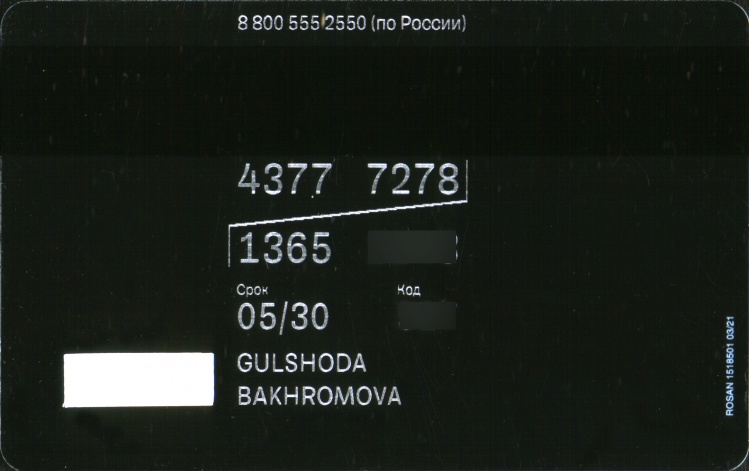 8 800 555 2550 (по России)
4377 7278
1365
Срок Код
05/30
GULSHODA
BAKHROMOVA
ROSAN 1518501 03/21